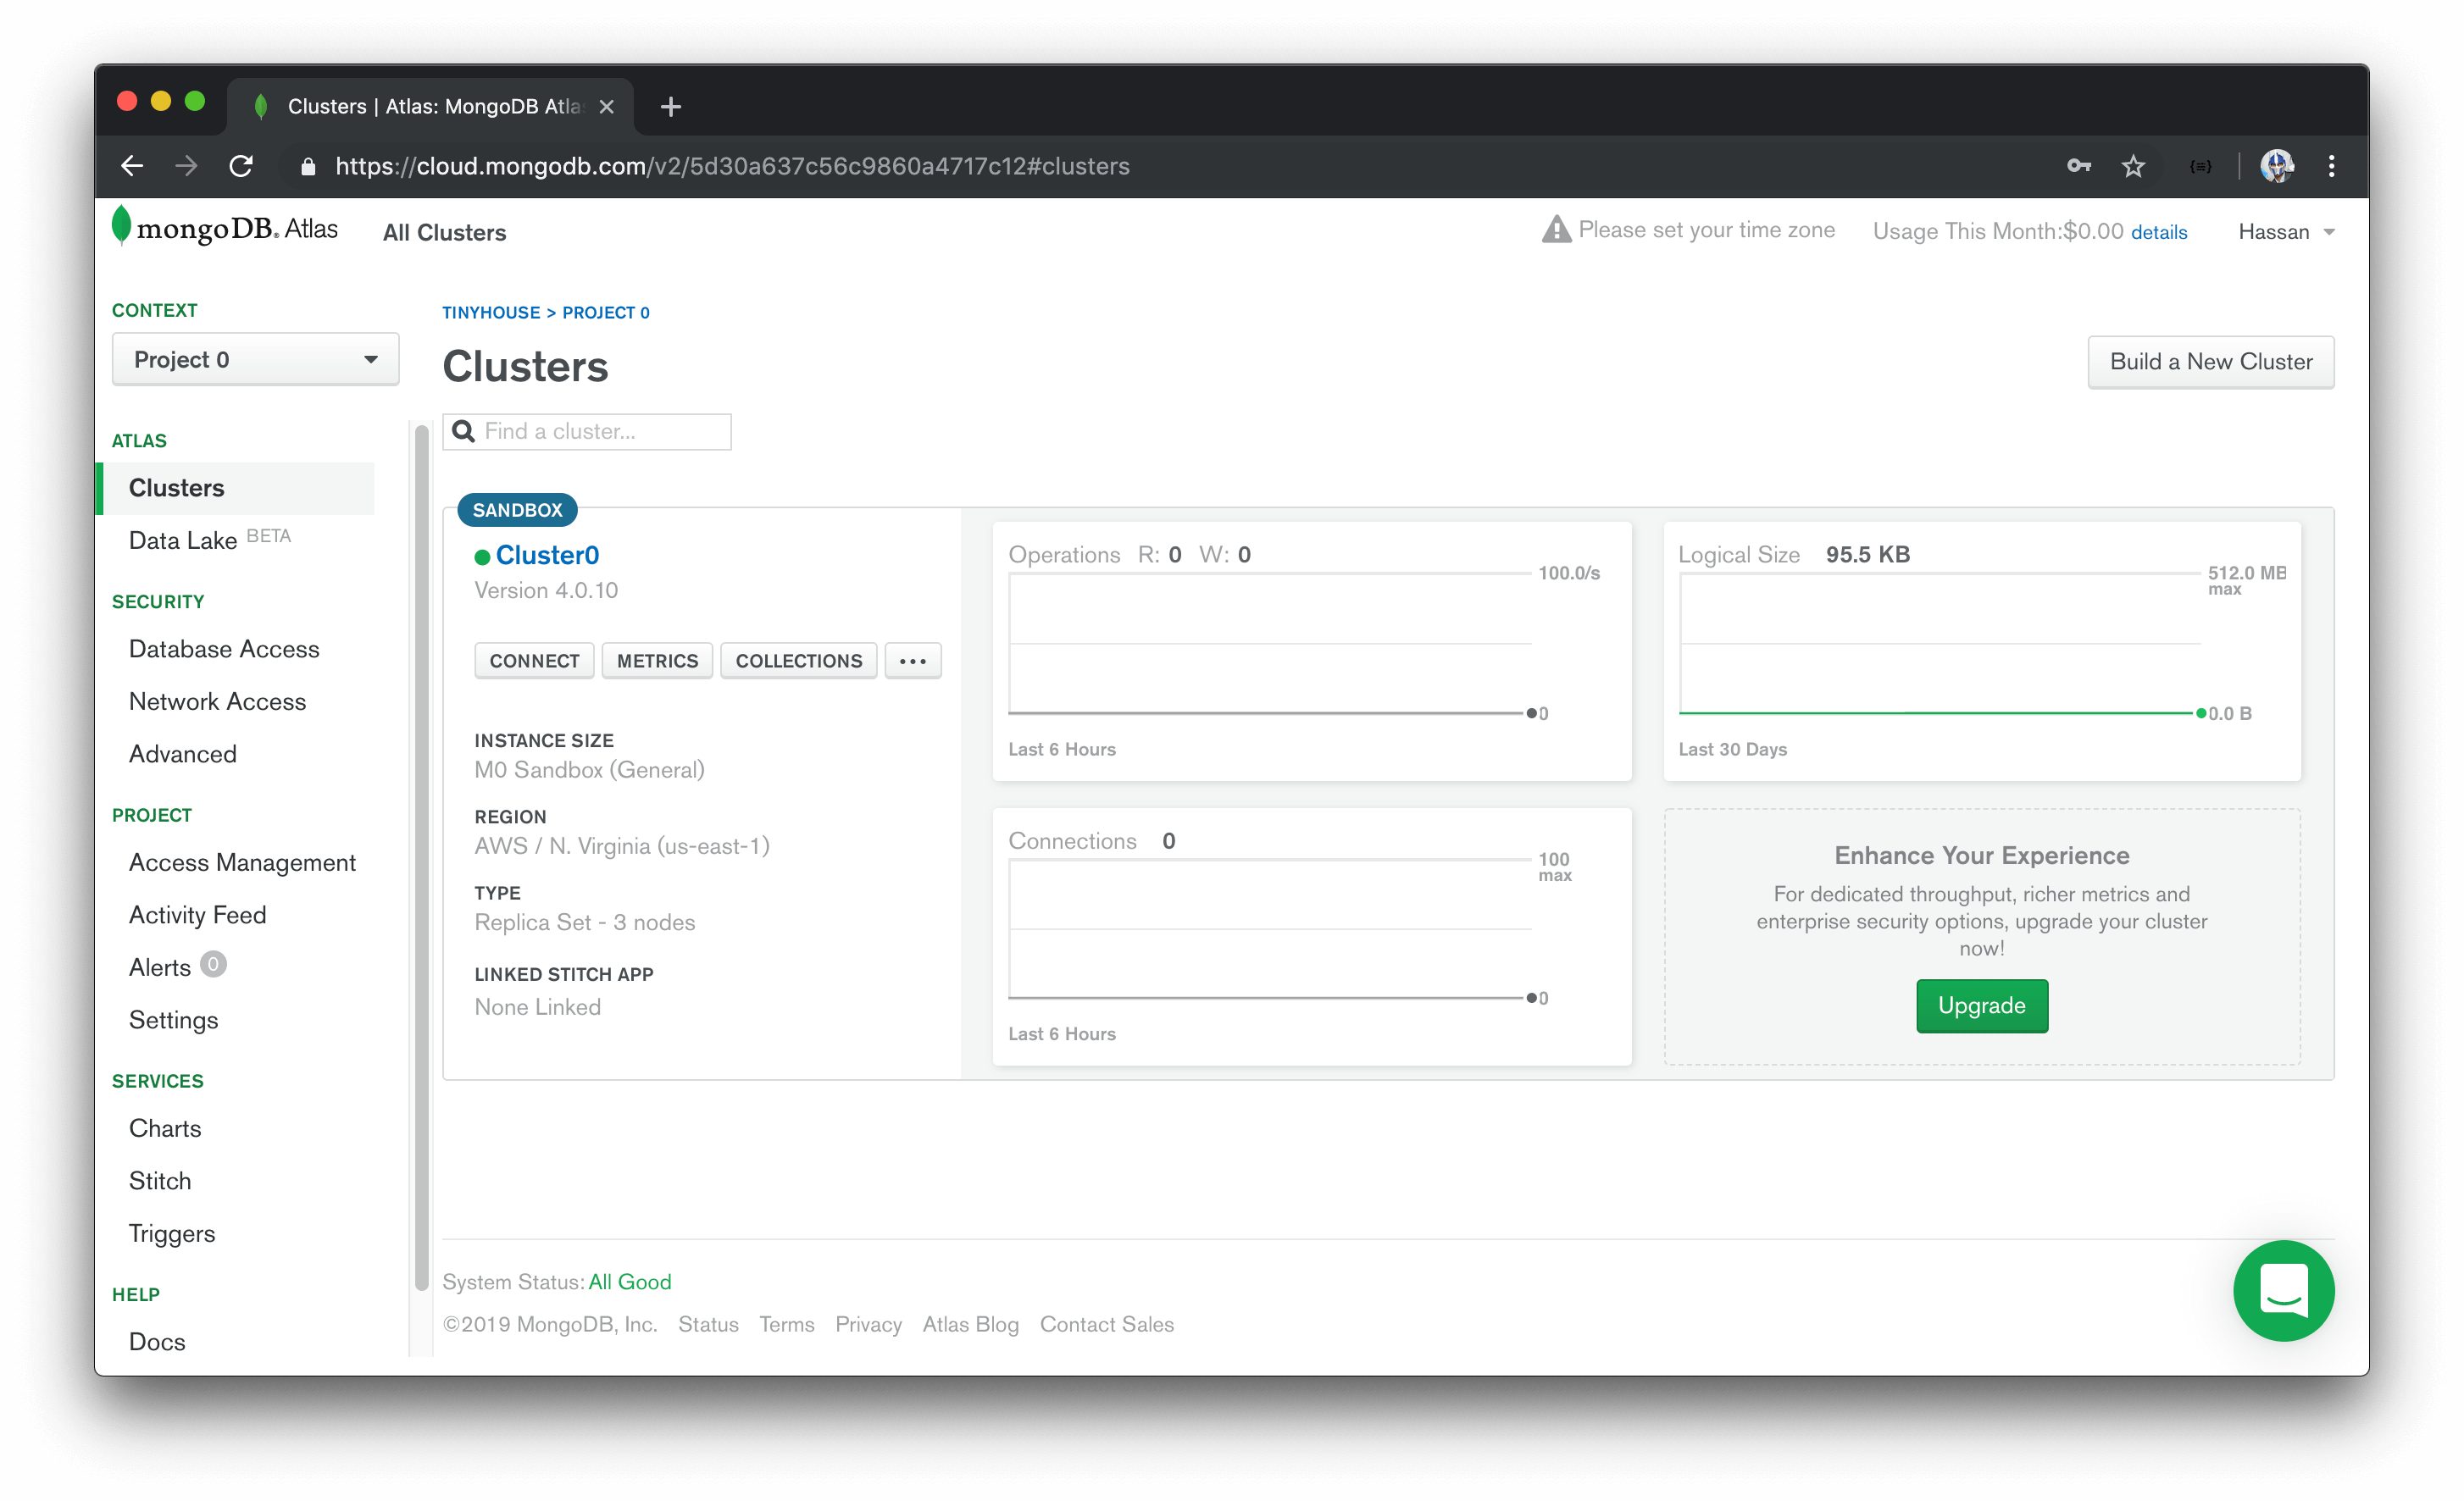 Clusters | Atlas: MongoDB Atla
https://cloud.mongodb.com/v2/5d30a637c56c9860a4717c12#clusters
mongoDB. Atlas
All Clusters
Please set your time zone
Usage This Month:$0.00 details
Hassan
CONTEXT
Project 0
ATLAS
Clusters
Data Lake BETA
SECURITY
Database Access
Network Access
Advanced
PROJECT
Access Management
Activity Feed
Alerts 0
Settings
SERVICES
Charts
Stitch
Triggers
HELP
Docs
TINYHOUSE > PROJECT 0
Clusters
Build a New Cluster
Find a cluster...
SANDBOX
Cluster0
Version 4.0.10
CONNECT
METRICS
COLLECTIONS
INSTANCE SIZE
M0 Sandbox (General)
REGION
AWS / N. Virginia (us-east-1)
TYPE
Replica Set - 3 nodes
LINKED STITCH APP
None Linked
Operations R: 0 W: 0
100.0/s
0
Last 6 Hours
Logical Size 95.5 KB
512.0 MB
max
0.0 B
Last 30 Days
Connections 0
100
max
0
Last 6 Hours
Enhance Your Experience
For dedicated throughput, richer metrics and
enterprise security options, upgrade your cluster
now!
Upgrade
System Status: All Good
©2019 MongoDB, Inc. Status Terms Privacy Atlas Blog Contact Sales